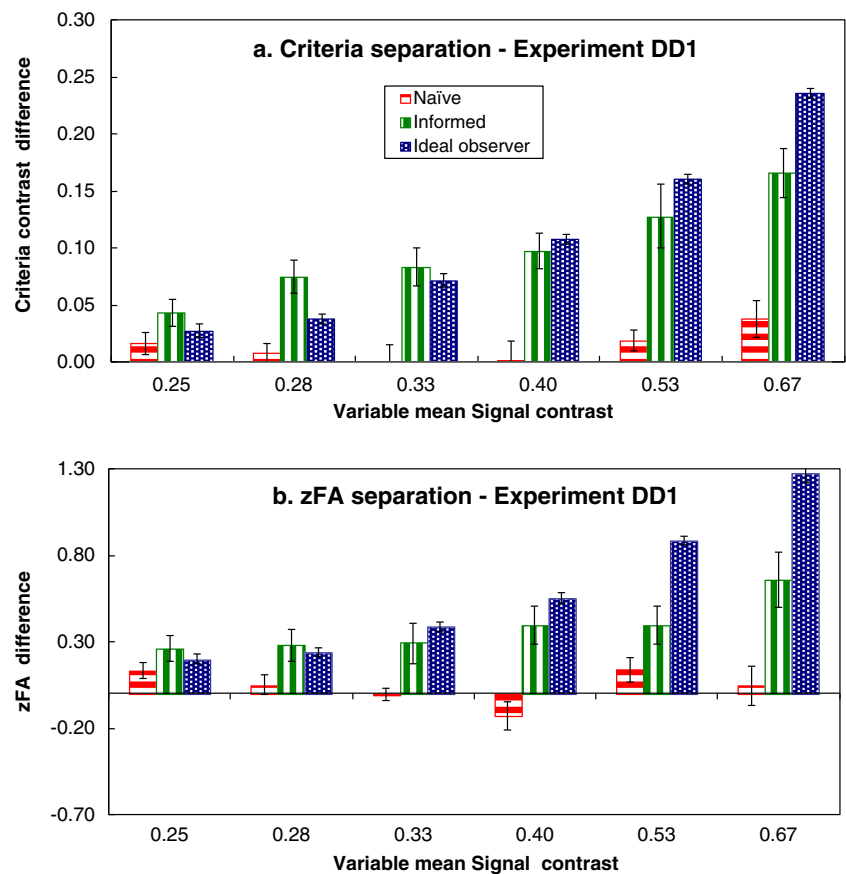 a. Criteria separation - Experiment DD1
Naïve
Informed
Ideal observer
Criteria contrast difference
0.30
0.25
0.20
0.15
0.10
0.05
0.00
0.25 0.28 0.33 0.40 0.53 0.67
Variable mean Signal contrast
b. zFA separation - Experiment DD1
zFA difference
1.30
0.80
0.30
-0.20
-0.70
0.25 0.28 0.33 0.40 0.53 0.67
Variable mean Signal contrast